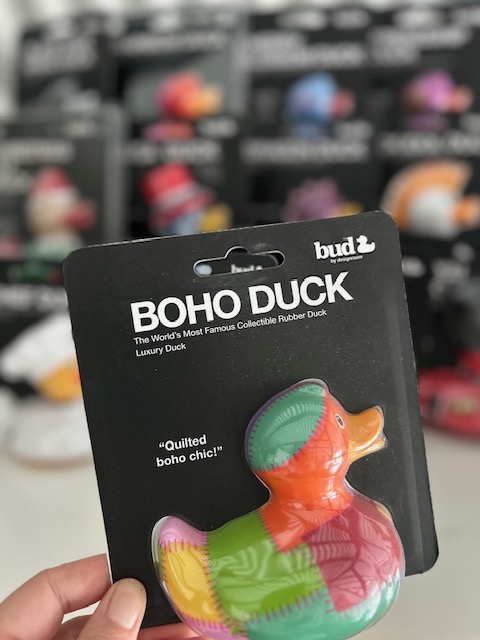 bud
by designroom
BOHO DUCK
The World's Most Famous Collectible Rubber Duck
Luxury Duck
“Quilted
boho chic!”